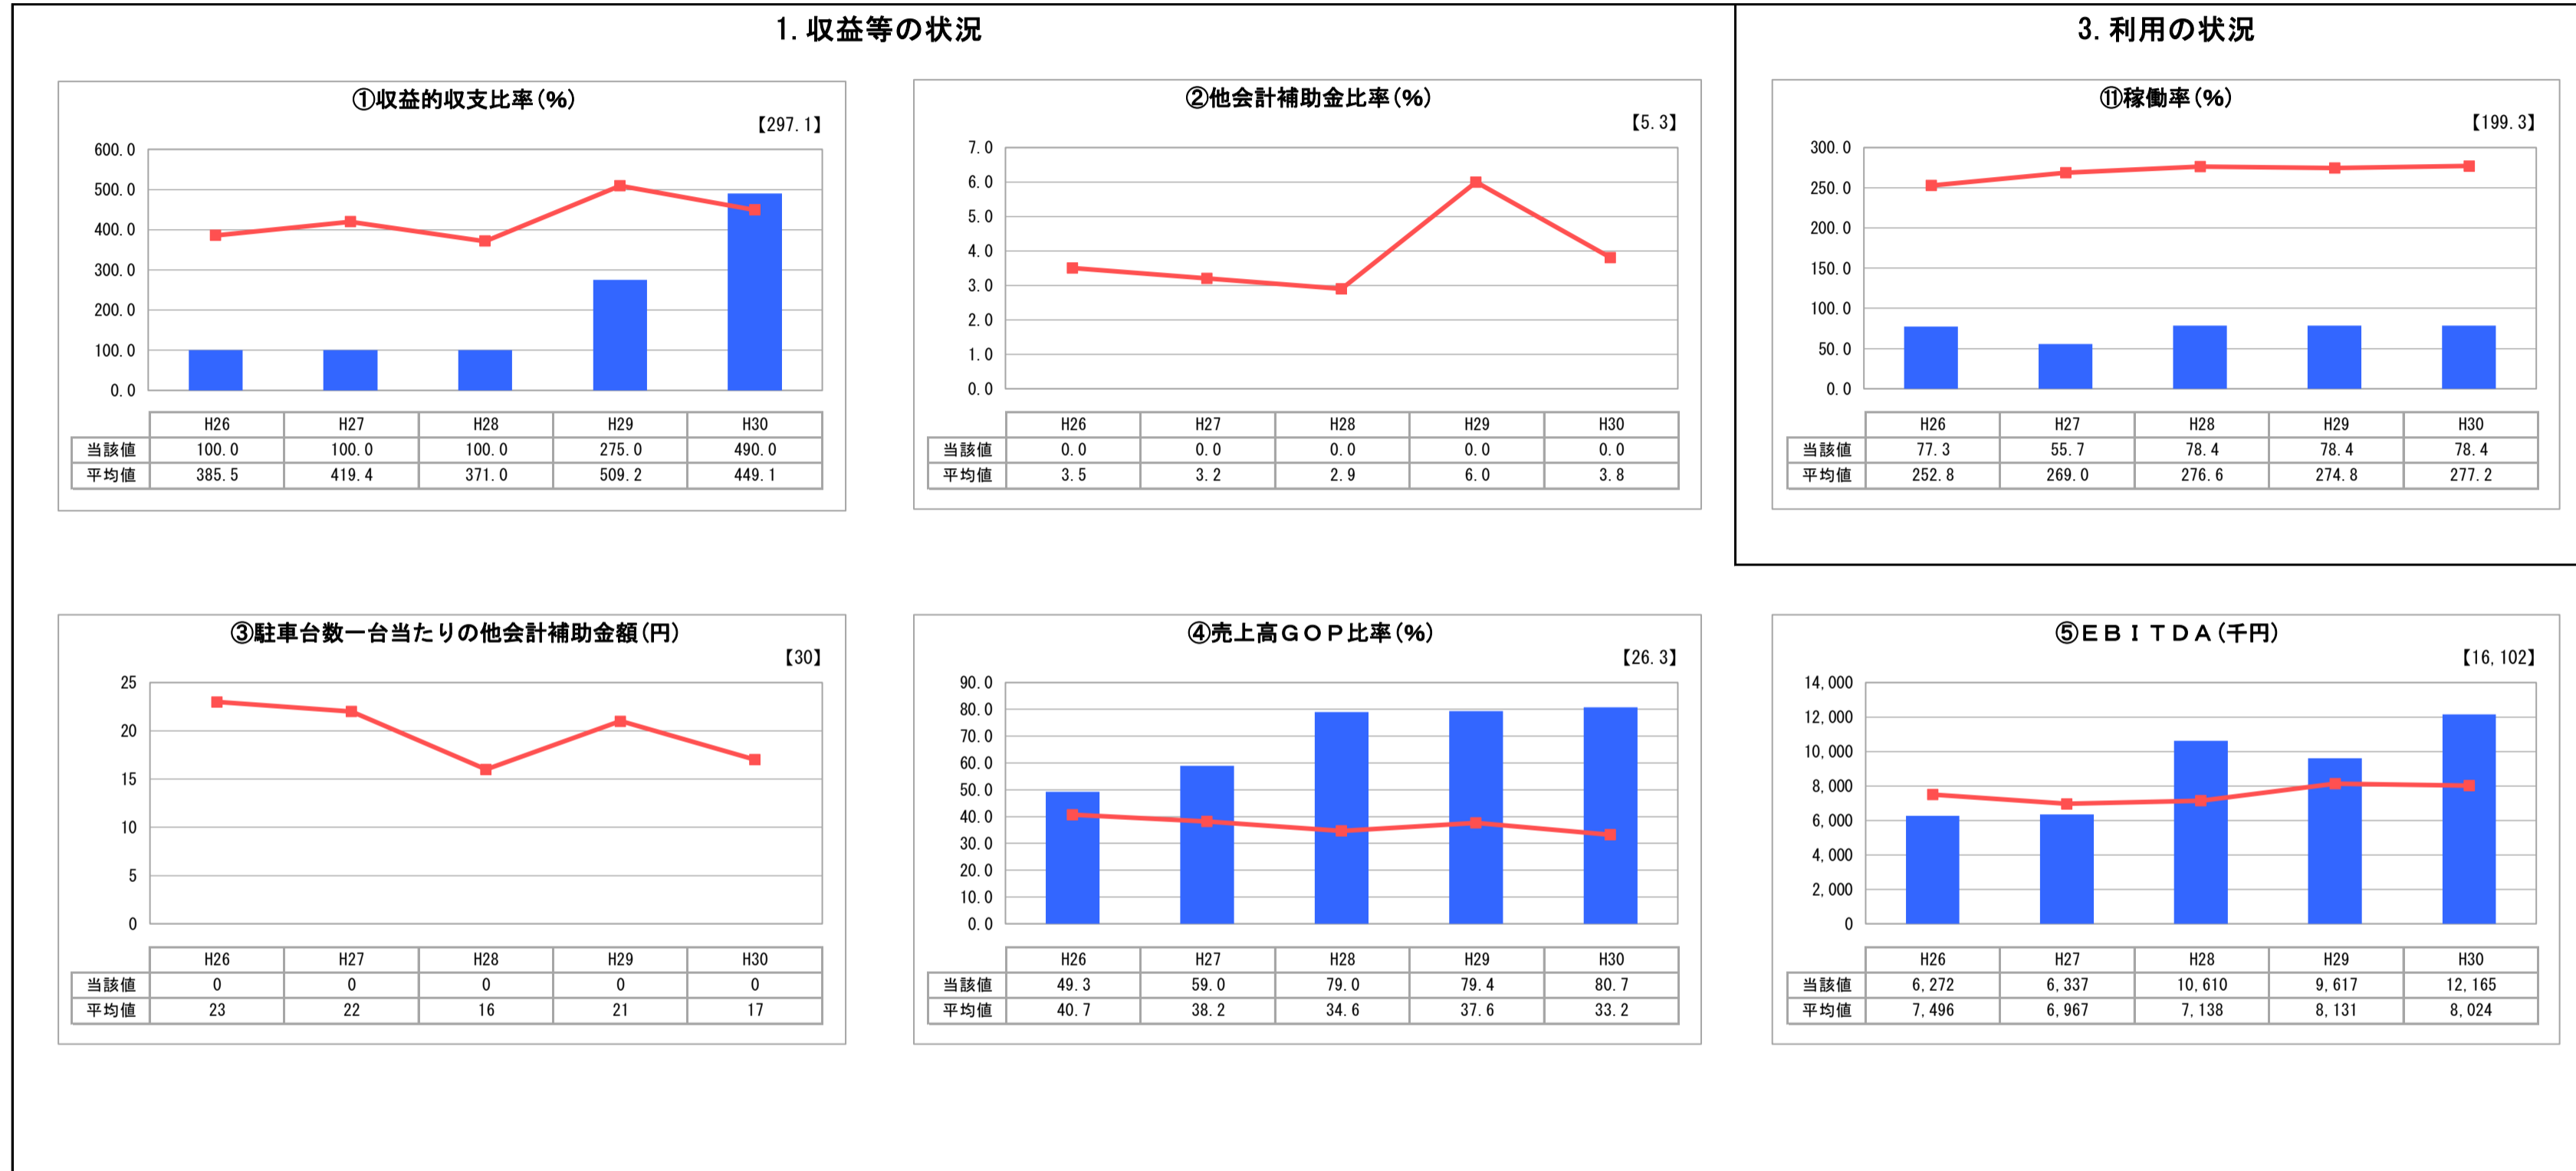 1. 収益等の状況
①収益的収支比率(%)
【297.1】
600.0
500.0
400.0
300.0
200.0
100.0
0.0
H26 H27 H28 H29 H30
当該値 100.0 100.0 100.0 275.0 490.0
平均値 385.5 419.4 371.0 509.2 449.1
②他会計補助金比率(%)
【5.3】
7.0
6.0
5.0
4.0
3.0
2.0
1.0
0.0
H26 H27 H28 H29 H30
当該値 0.0 0.0 0.0 0.0 0.0
平均値 3.5 3.2 2.9 6.0 3.8
3. 利用の状況
⑪稼働率(%)
【199.3】
300.0
250.0
200.0
150.0
100.0
50.0
0.0
H26 H27 H28 H29 H30
当該値 77.3 55.7 78.4 78.4 78.4
平均値 252.8 269.0 276.6 274.8 277.2
③駐車台数一台当たりの他会計補助金額(円)
【30】
25
20
15
10
5
0
H26 H27 H28 H29 H30
当該値 0 0 0 0 0
平均値 23 22 16 21 17
④売上高GOP比率(%)
【26.3】
90.0
80.0
70.0
60.0
50.0
40.0
30.0
20.0
10.0
0.0
H26 H27 H28 H29 H30
当該値 49.3 59.0 79.0 79.4 80.7
平均値 40.7 38.2 34.6 37.6 33.2
⑤EBITDA(千円)
【16,102】
14,000
12,000
10,000
8,000
6,000
4,000
2,000
0
H26 H27 H28 H29 H30
当該値 6,272 6,337 10,610 9,617 12,165
平均値 7,496 6,967 7,138 8,131 8,024